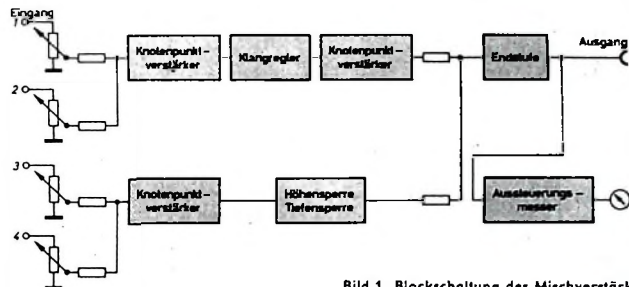 Eingang
1
Knotenpunkt-
verstärker
Klangregler
Knotenpunkt-
verstärker
Endstufe
Ausgang
2
3
Knotenpunkt-
verstärker
Höhensperre
Tiefensperre
Aussteuerungs-
messer
4
Bild 1. Blockschaltung des Mischverstärk